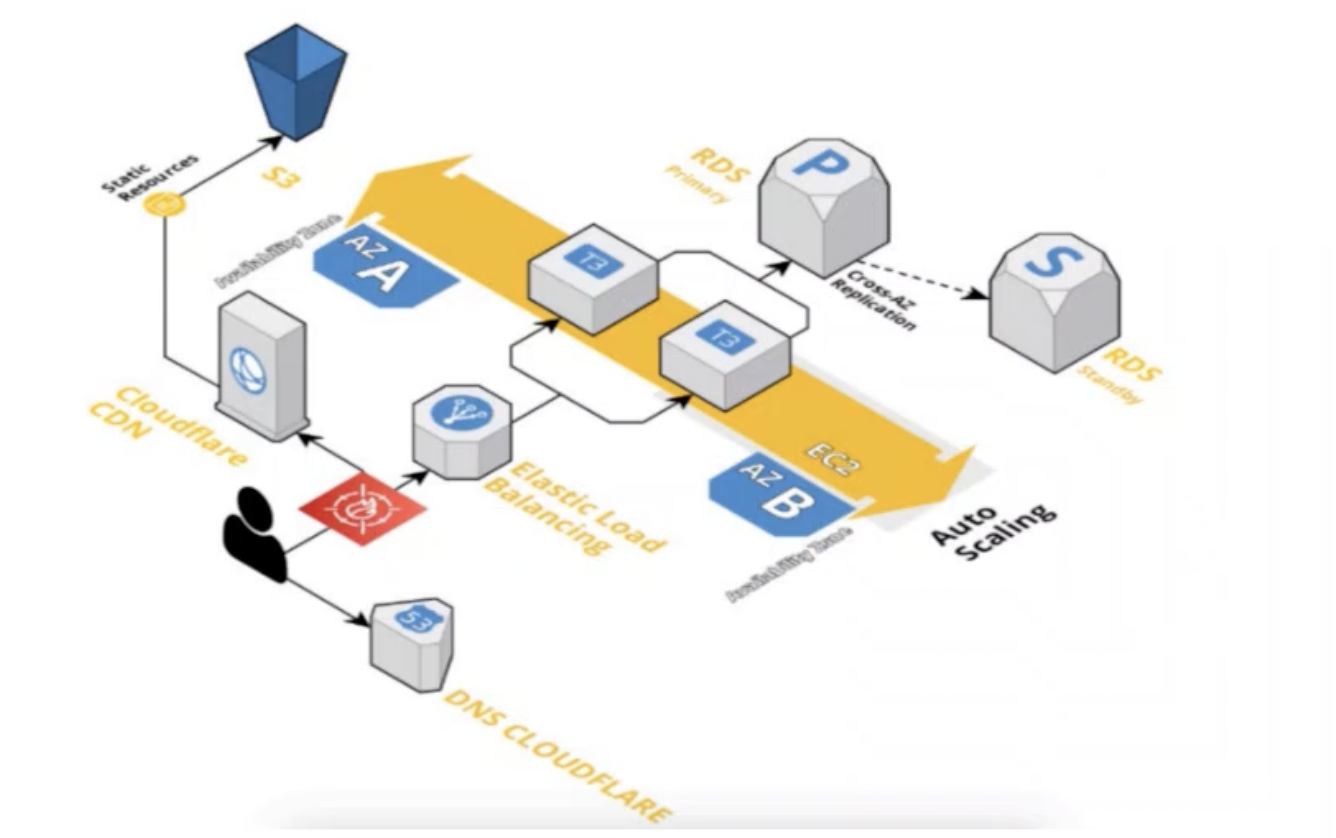 Static
Resources
S3
Availability Zone
AZ A
T3
T3
RDS
Primary
P
Cross-AZ
Replication
S
RDS
Standby
Cloudflare
CDN
Elastic Load
Balancing
EC2
AZ B
Availability Zone
Auto
Scaling
53
DNS CLOUDFLARE